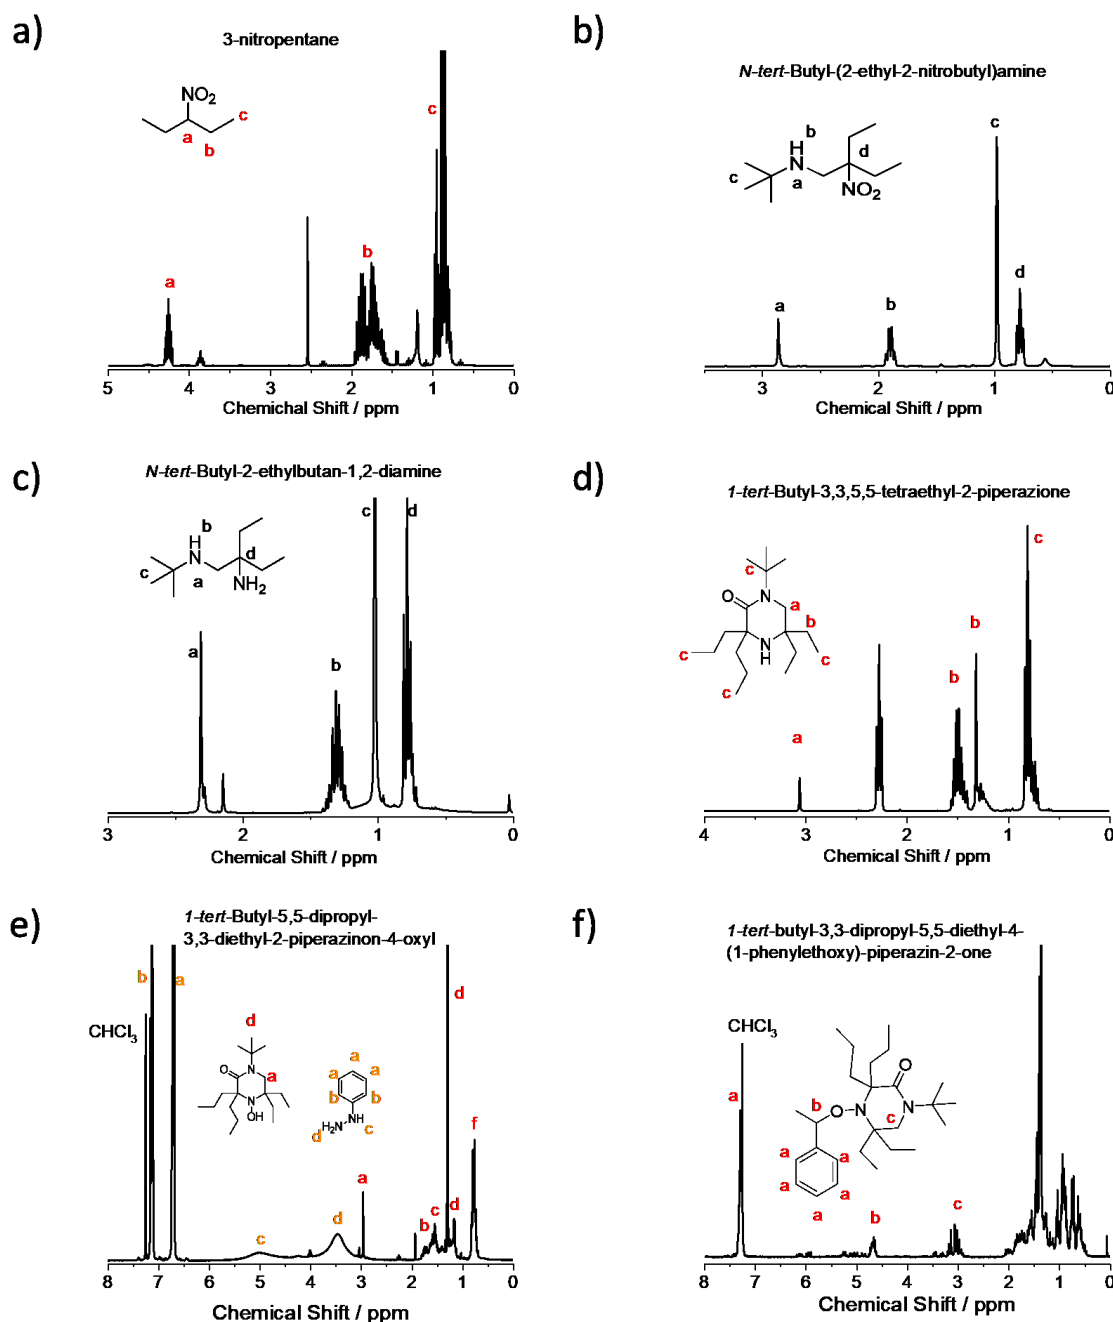 a)
3-nitropentane
NO2
c
a
b
c
a
b
5 4 3 2 1 0
Chemichal Shift / ppm
b)
N-tert-Butyl-(2-ethyl-2-nitrobutyl)amine
b
H
N
d
c
a
NO2
c
a
b
d
3 2 1 0
Chemical Shift / ppm
c)
N-tert-Butyl-2-ethylbutan-1,2-diamine
b
H
N
d
c
a
NH2
a
b
c
d
3 2 1 0
Chemical Shift / ppm
d)
1-tert-Butyl-3,3,5,5-tetraethyl-2-piperazione
c
O
N
a
b
c
N
H
c
c
a
b
b
c
4 3 2 1 0
Chemical Shift / ppm
e)
1-tert-Butyl-5,5-dipropyl-
3,3-diethyl-2-piperazinon-4-oxyl
b
a
CHCl3
d
N
O
a
N
OH
a
a
a
b
b
H2N
NH
d
c
c
d
a
b
c
d
d
f
8 7 6 5 4 3 2 1 0
Chemical Shift / ppm
f)
1-tert-butyl-3,3-dipropyl-5,5-diethyl-4-
(1-phenylethoxy)-piperazin-2-one
CHCl3
a
O
b
O
N
N
c
a
a
a
a
a
b
c
8 7 6 5 4 3 2 1 0
Chemical Shift / ppm